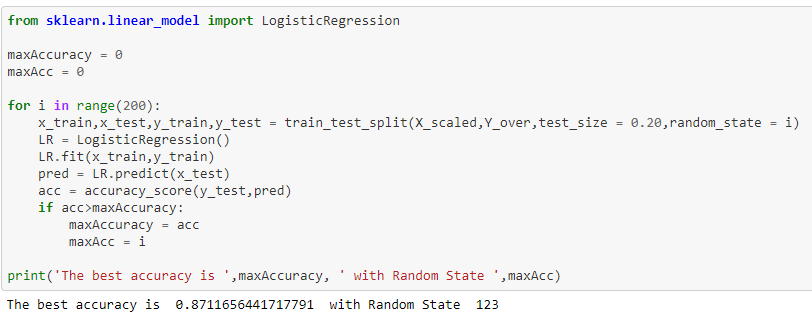 from sklearn.linear_model import LogisticRegression
maxAccuracy = 0
maxAcc = 0
for i in range(200):
x_train,x_test,y_train,y_test = train_test_split(X_scaled,Y_over,test_size = 0.20,random_state = i)
LR = LogisticRegression()
LR.fit(x_train,y_train)
pred = LR.predict(x_test)
acc = accuracy_score(y_test,pred)
if acc>maxAccuracy:
maxAccuracy = acc
maxAcc = i
print('The best accuracy is ',maxAccuracy, ' with Random State ',maxAcc)
The best accuracy is  0.8711656441717791  with Random State  123